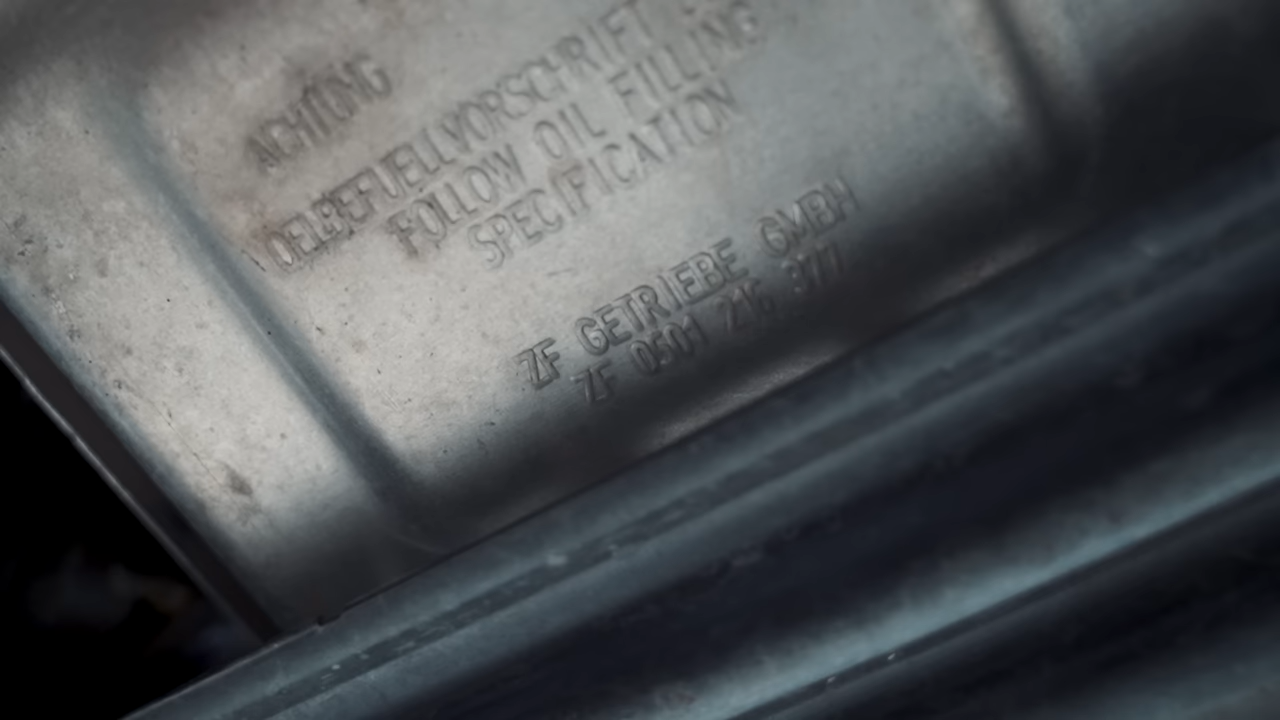 ACHTUNG
OELBEFUELLVORSCHRIFT
FOLLOW OIL FILLING
SPECIFICATION
ZF GETRIEBE GMBH
ZF 0501 216 377